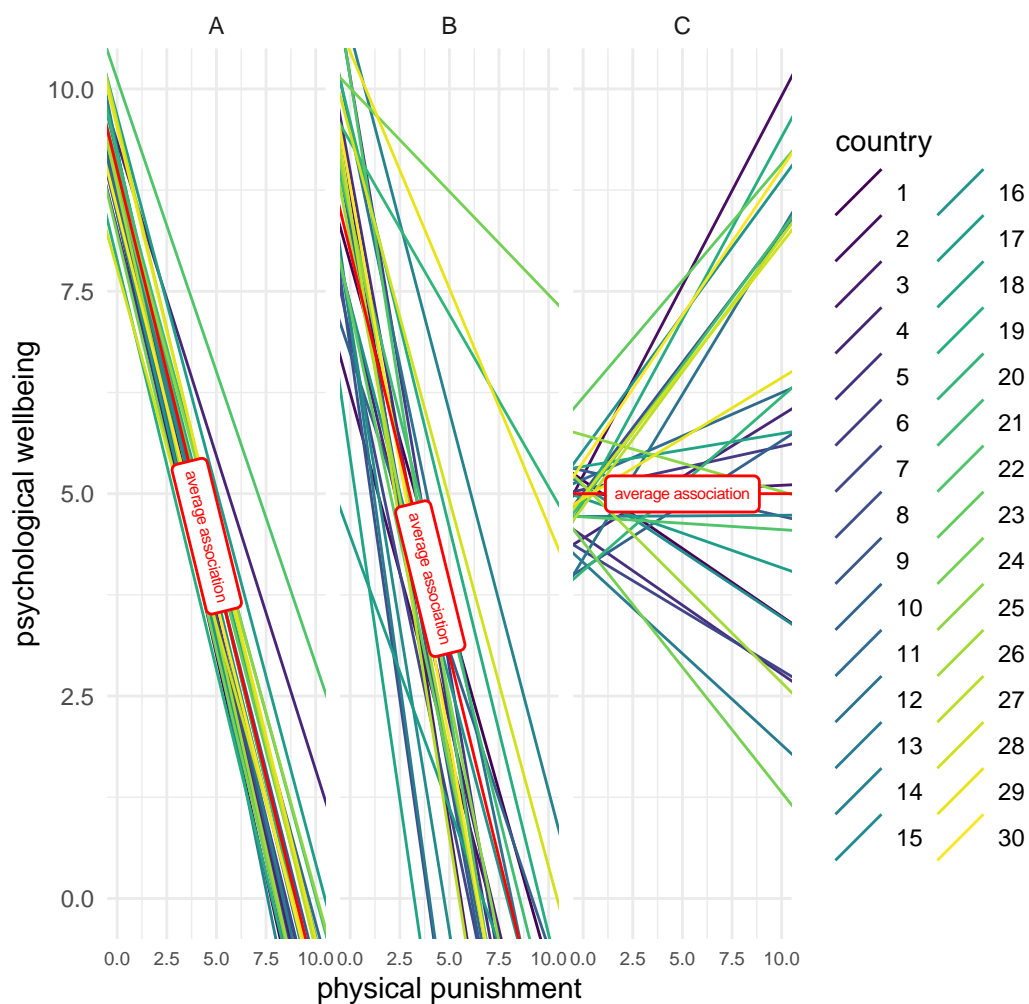 A B C
psychological wellbeing
10.0
7.5
5.0
2.5
0.0
average association
average association
average association
0.0 2.5 5.0 7.5 10.0 0.0 2.5 5.0 7.5 10.0 0.0 2.5 5.0 7.5 10.0
physical punishment
country
1 16
2 17
3 18
4 19
5 20
6 21
7 22
8 23
9 24
10 25
11 26
12 27
13 28
14 29
15 30